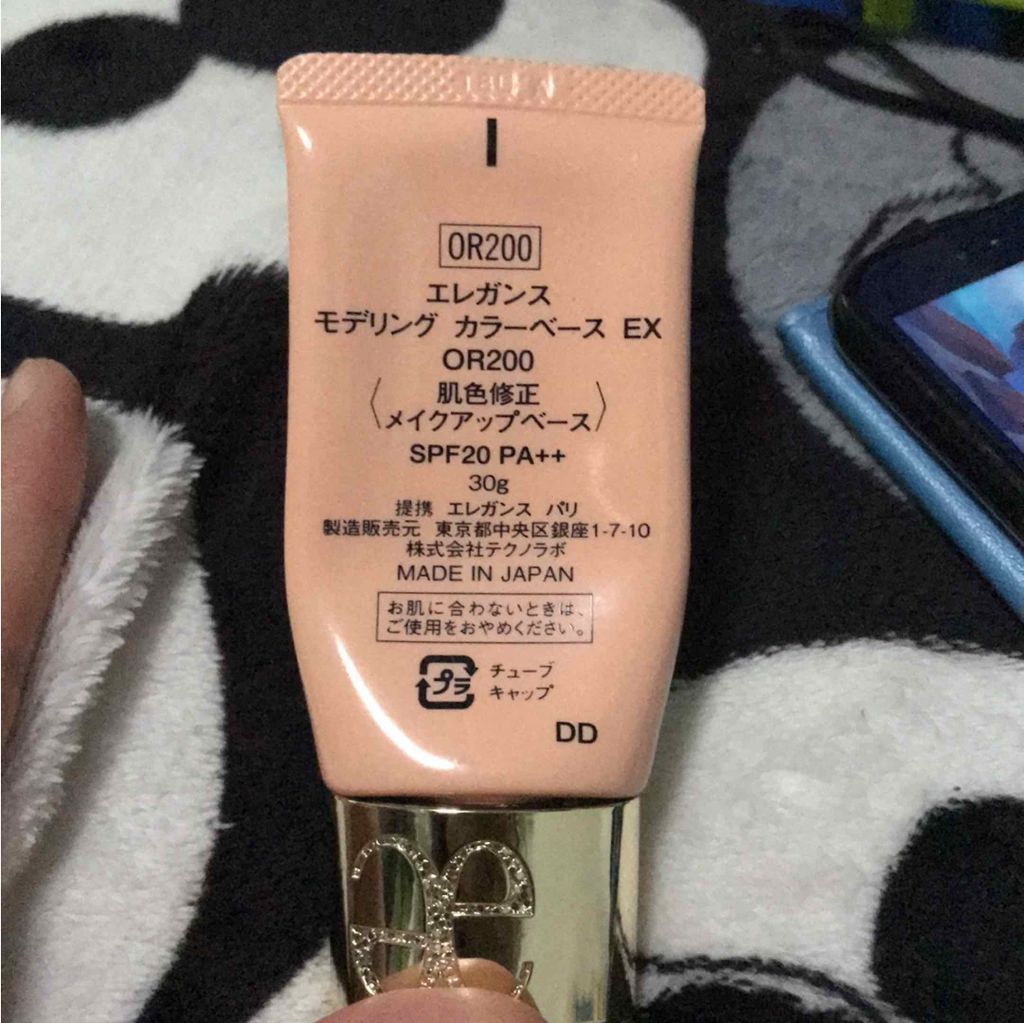 OR200
エレガンス
モデリング カラーベース EX
OR200
〈肌色修正
メイクアップベース〉
SPF20 PA++
30g
提携 エレガンス パリ
製造販売元 東京都中央区銀座1-7-10
株式会社テクノラボ
MADE IN JAPAN
お肌に合わないときは、
ご使用をおやめください。
プラ
チューブ
キャップ
DD